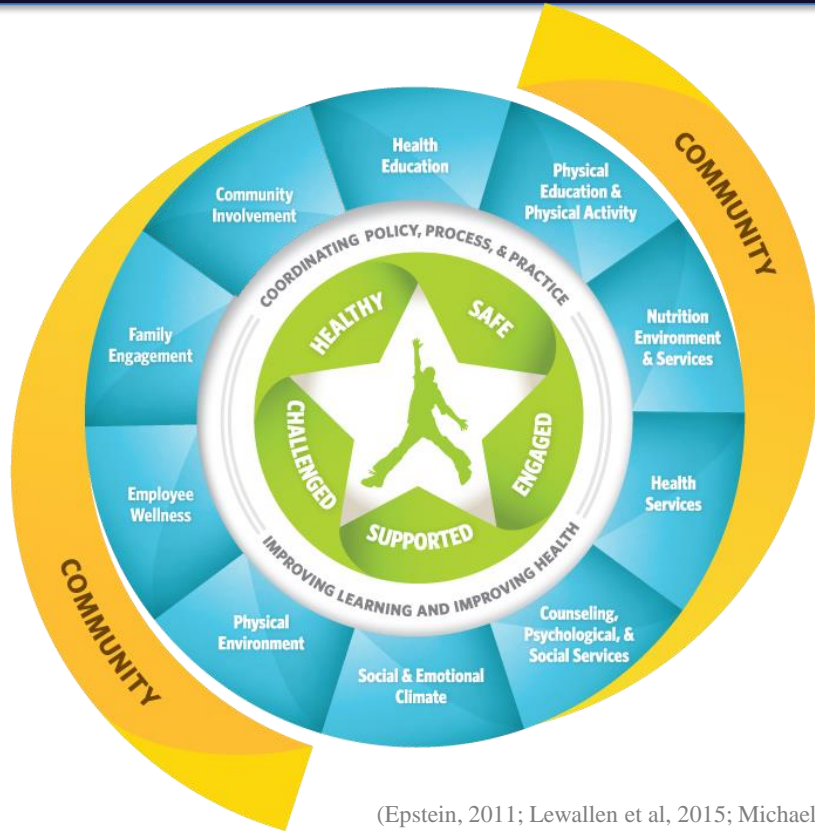 COMMUNITY
Health
Education
Physical
Education &
Physical Activity
Nutrition
Environment
& Services
Health
Services
Counseling,
Psychological, &
Social Services
Social & Emotional
Climate
Physical
Environment
Employee
Wellness
Family
Engagement
Community
Involvement
COORDINATING POLICY, PROCESS, & PRACTICE
IMPROVING LEARNING AND IMPROVING HEALTH
HEALTHY
SAFE
ENGAGED
SUPPORTED
CHALLENGED
COMMUNITY
(Epstein, 2011; Lewallen et al, 2015; Michael